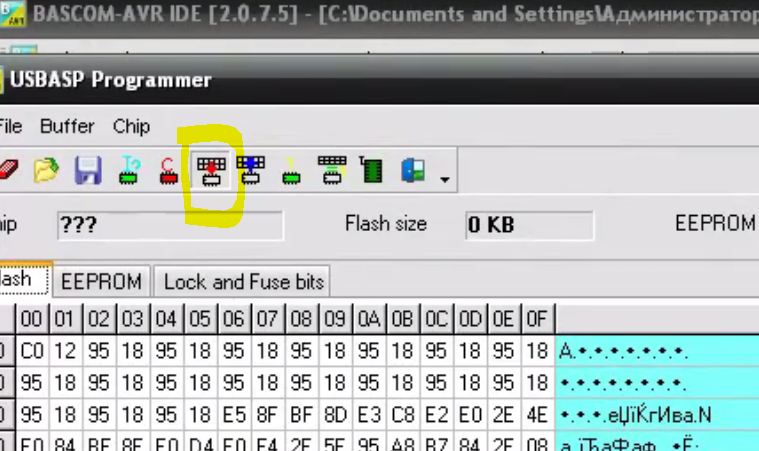 BASCOM-AVR IDE [2.0.7.5] - [C:\Documents and Settings\Администратор
USBASP Programmer
File Buffer Chip
hip ??? Flash size 0 KB EEPROM
lash EEPROM Lock and Fuse bits
00 01 02 03 04 05 06 07 08 09 0A 0B 0C 0D 0E 0F
0 C0 12 95 18 95 18 95 18 95 18 95 18 95 18 95 18 А.•.•.•.•.•.•.•.
0 95 18 95 18 95 18 95 18 95 18 95 18 95 18 95 18 •.•.•.•.•.•.•.•.
0 95 18 95 18 95 18 E5 8F BF 8D E3 C8 E2 E0 2E 4E •.•.•.еЏїЌгИва.N
0 E0 84 BF 8E E0 D4 E0 F4 2E 5F 95 A8 B7 84 2E 08